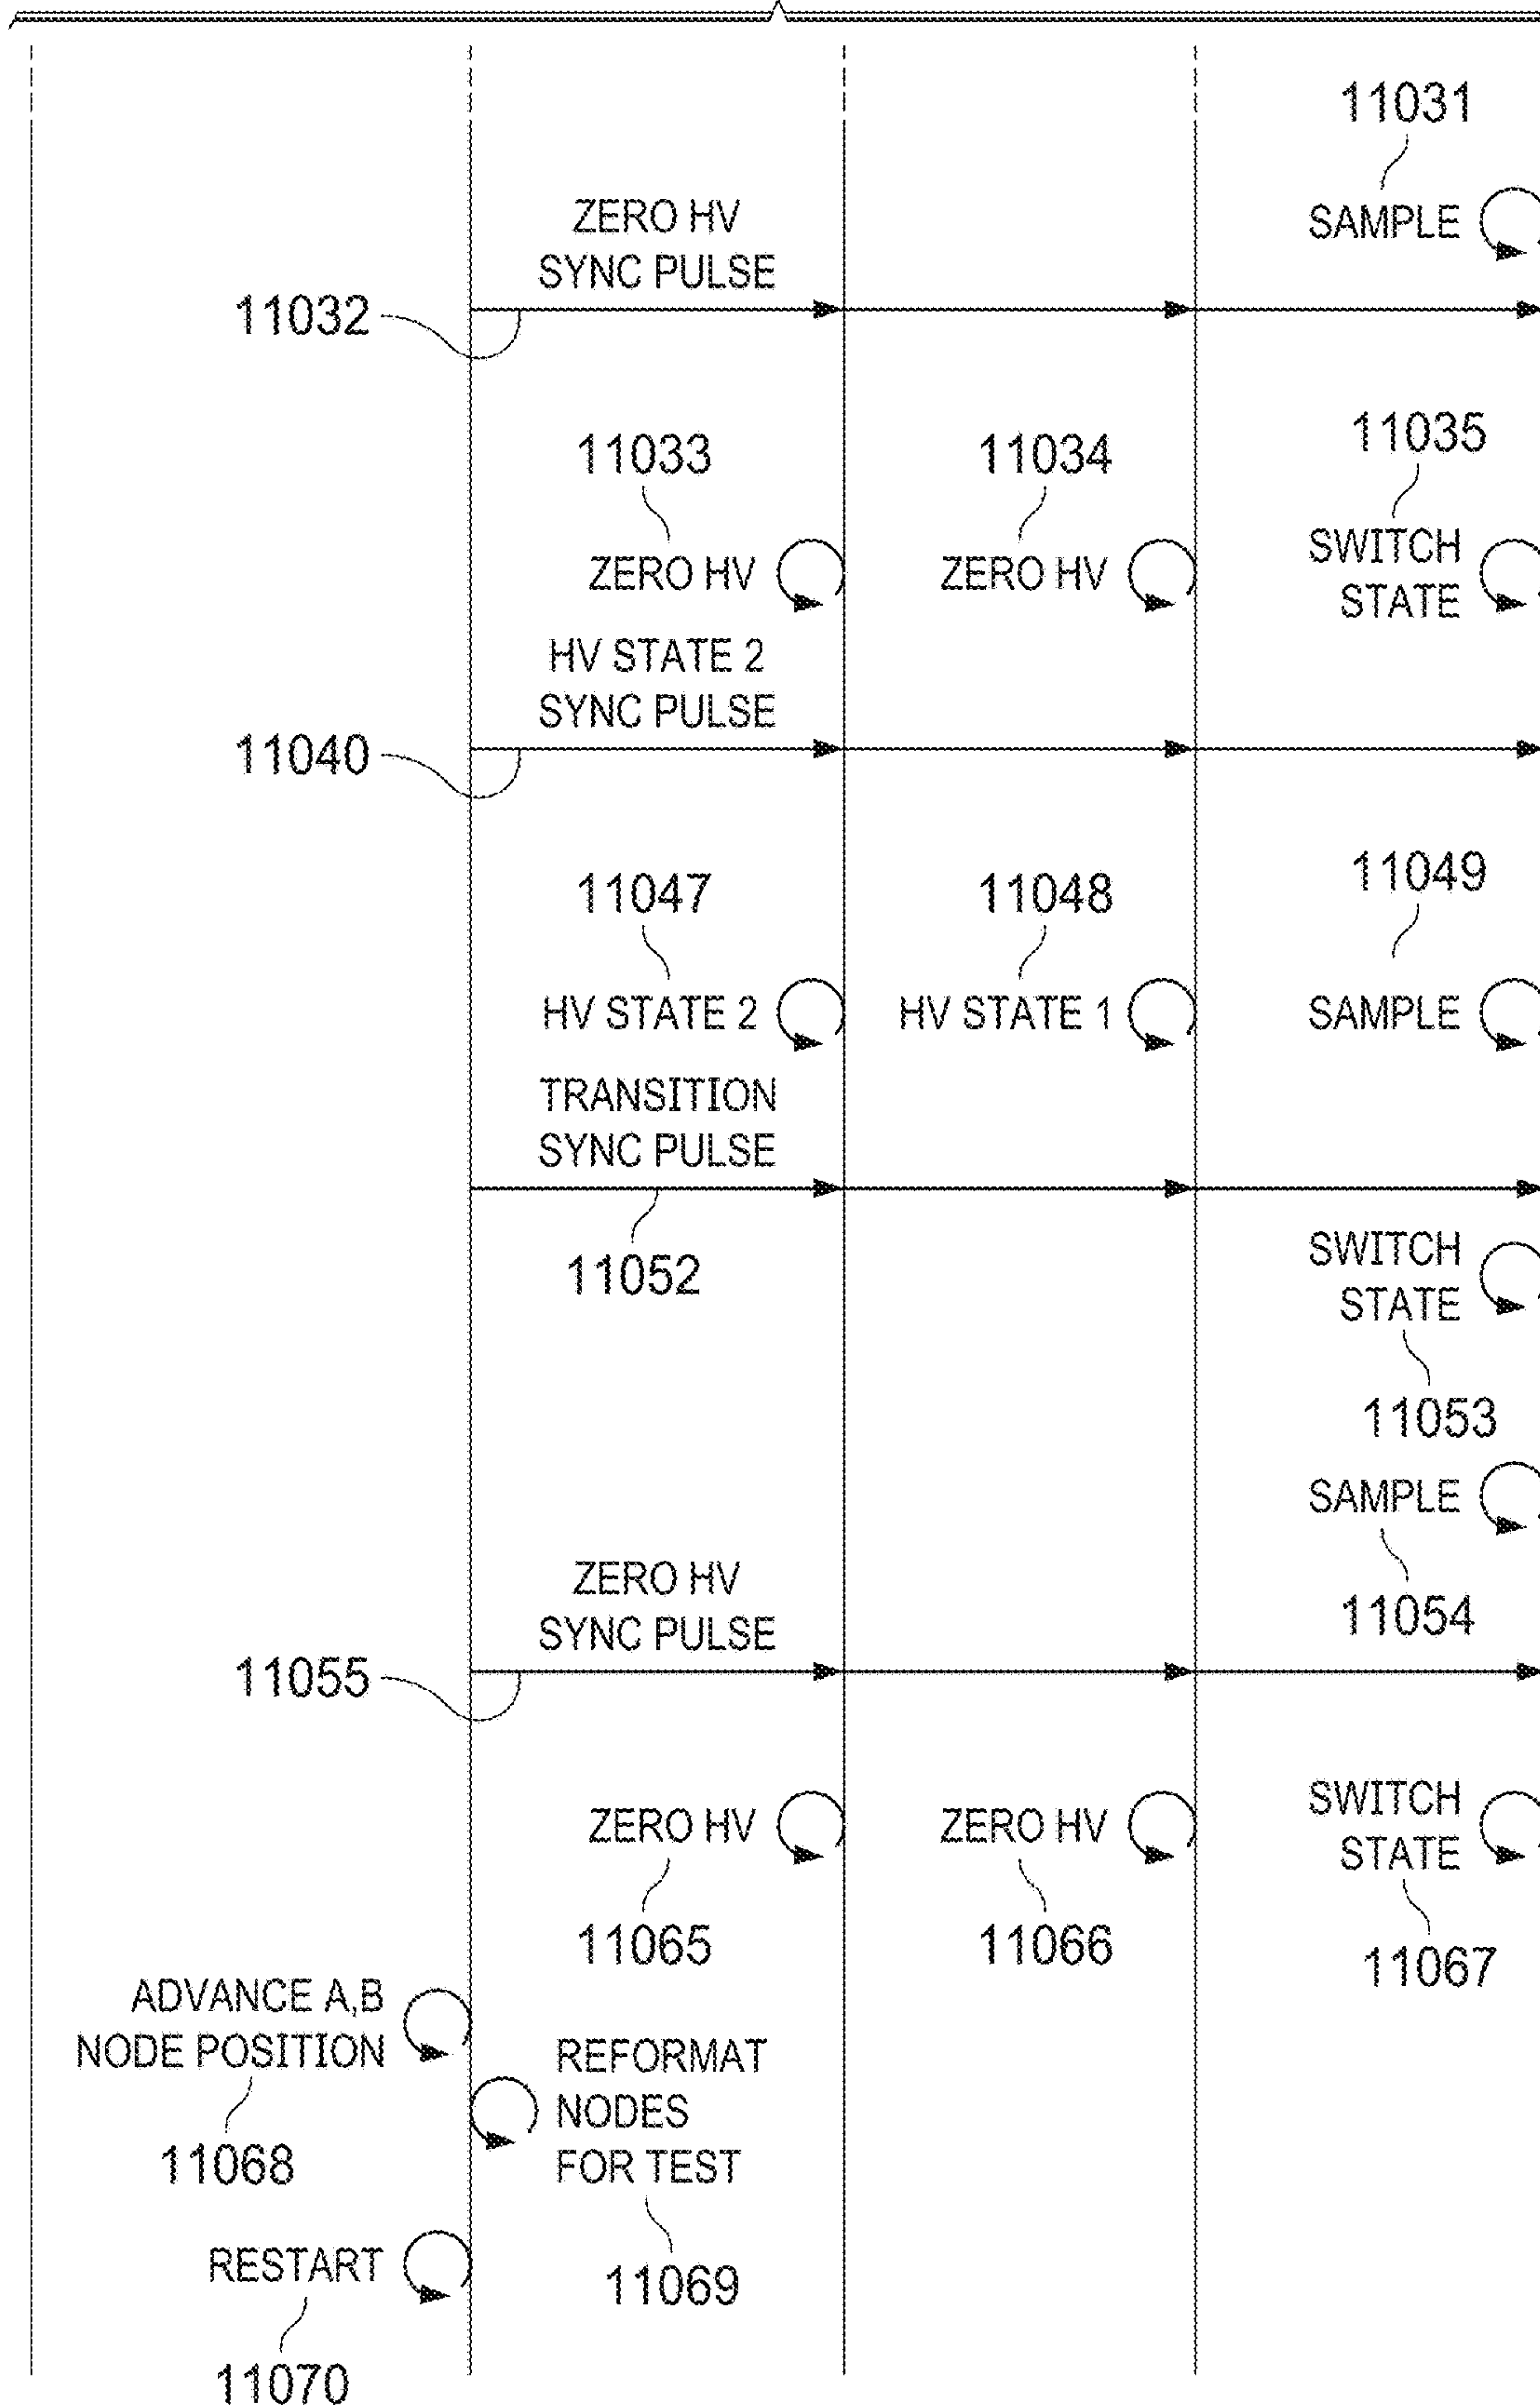 11031
SAMPLE
ZERO HV
SYNC PULSE
11032
11033
11034
11035
ZERO HV
ZERO HV
SWITCH
STATE
HV STATE 2
SYNC PULSE
11040
11047
11048
11049
HV STATE 2
HV STATE 1
SAMPLE
TRANSITION
SYNC PULSE
11052
SWITCH
STATE
11053
SAMPLE
11054
ZERO HV
SYNC PULSE
11055
ZERO HV
ZERO HV
SWITCH
STATE
11065
11066
11067
ADVANCE A,B
NODE POSITION
11068
REFORMAT
NODES
FOR TEST
11069
RESTART
11070